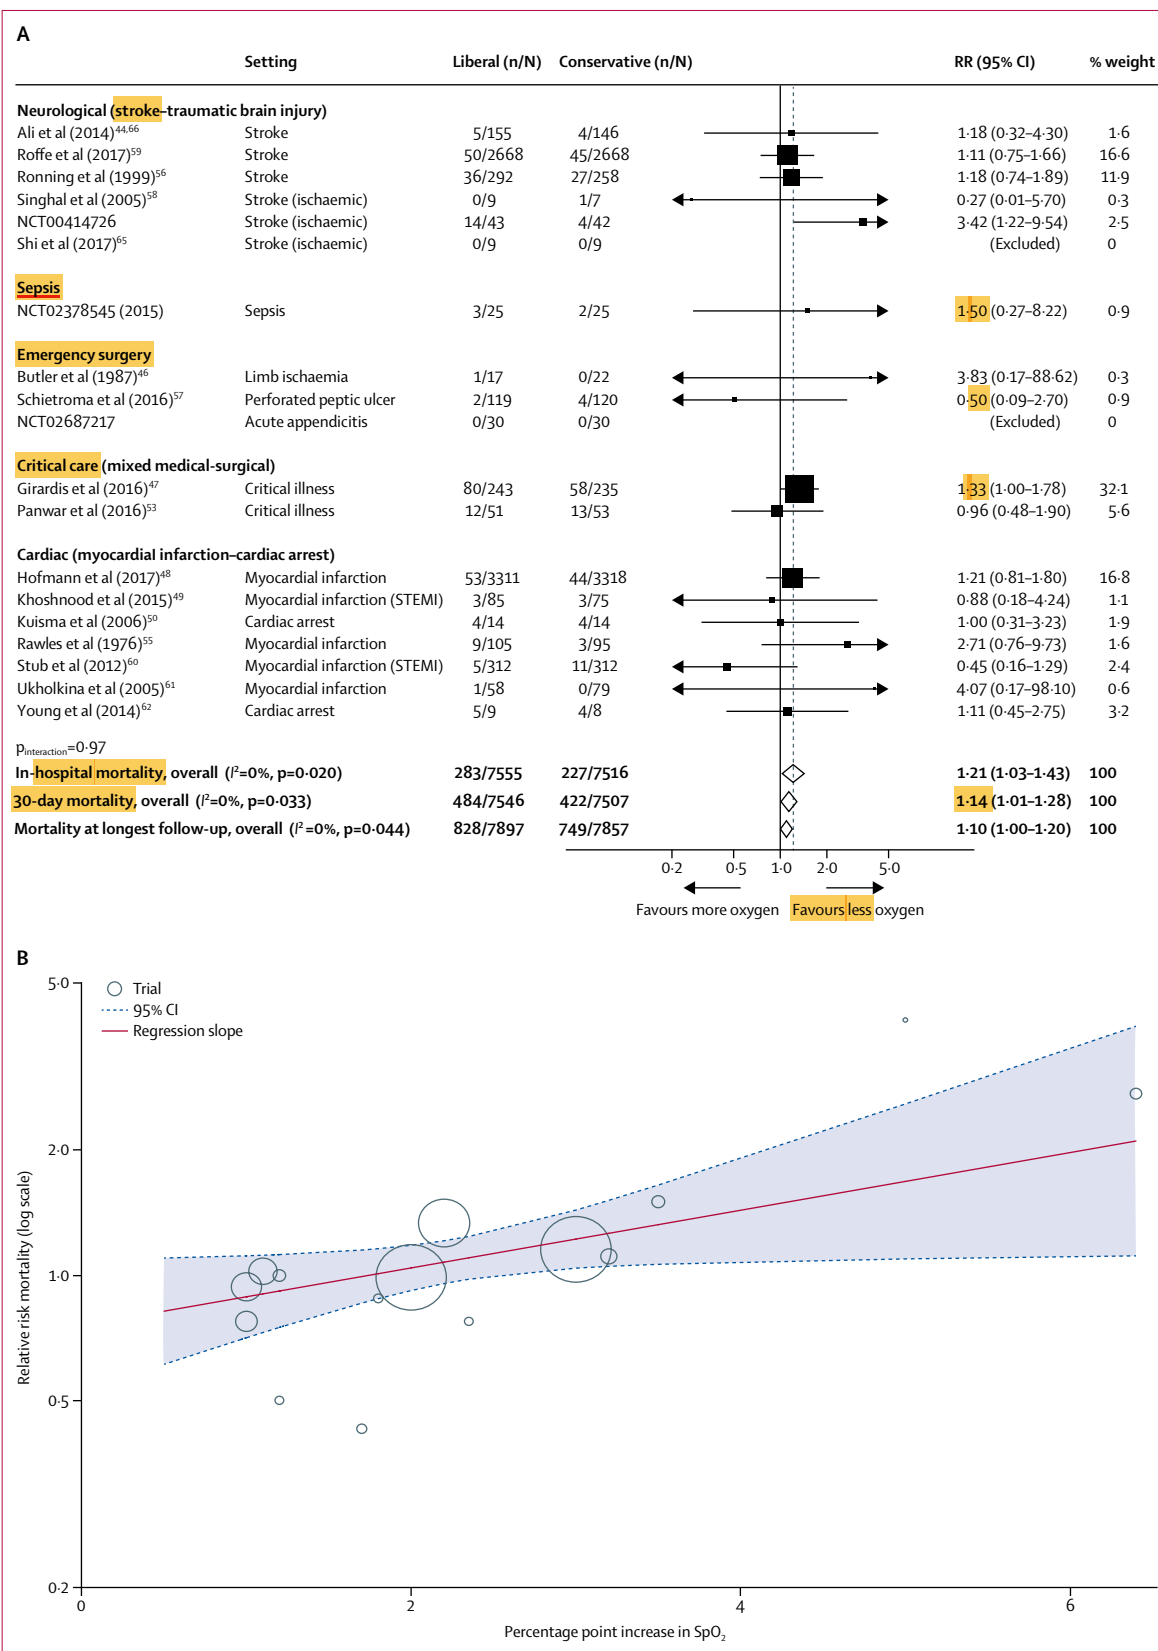 A
Setting Liberal (n/N) Conservative (n/N) RR (95% CI) % weight
Neurological (stroke–traumatic brain injury)
Ali et al (2014)44,66 Stroke 5/155 4/146 1·18 (0·32–4·30) 1·6
Roffe et al (2017)59 Stroke 50/2668 45/2668 1·11 (0·75–1·66) 16·6
Ronning et al (1999)56 Stroke 36/292 27/258 1·18 (0·74–1·89) 11·9
Singhal et al (2005)58 Stroke (ischaemic) 0/9 1/7 0·27 (0·01–5·70) 0·3
NCT00414726 Stroke (ischaemic) 14/43 4/42 3·42 (1·22–9·54) 2·5
Shi et al (2017)65 Stroke (ischaemic) 0/9 0/9 (Excluded) 0
Sepsis
NCT02378545 (2015) Sepsis 3/25 2/25 1·50 (0·27–8·22) 0·9
Emergency surgery
Butler et al (1987)46 Limb ischaemia 1/17 0/22 3·83 (0·17–88·62) 0·3
Schietroma et al (2016)57 Perforated peptic ulcer 2/119 4/120 0·50 (0·09–2·70) 0·9
NCT02687217 Acute appendicitis 0/30 0/30 (Excluded) 0
Critical care (mixed medical-surgical)
Girardis et al (2016)47 Critical illness 80/243 58/235 1·33 (1·00–1·78) 32·1
Panwar et al (2016)53 Critical illness 12/51 13/53 0·96 (0·48–1·90) 5·6
Cardiac (myocardial infarction–cardiac arrest)
Hofmann et al (2017)48 Myocardial infarction 53/3311 44/3318 1·21 (0·81–1·80) 16·8
Khoshnood et al (2015)49 Myocardial infarction (STEMI) 3/85 3/75 0·88 (0·18–4·24) 1·1
Kuisma et al (2006)50 Cardiac arrest 4/14 4/14 1·00 (0·31–3·23) 1·9
Rawles et al (1976)55 Myocardial infarction 9/105 3/95 2·71 (0·76–9·73) 1·6
Stub et al (2012)60 Myocardial infarction (STEMI) 5/312 11/312 0·45 (0·16–1·29) 2·4
Ukholkina et al (2005)61 Myocardial infarction 1/58 0/79 4·07 (0·17–98·10) 0·6
Young et al (2014)62 Cardiac arrest 5/9 4/8 1·11 (0·45–2·75) 3·2
pinteraction=0·97
In-hospital mortality, overall (I2=0%, p=0·020) 283/7555 227/7516 1·21 (1·03–1·43) 100
30-day mortality, overall (I2=0%, p=0·033) 484/7546 422/7507 1·14 (1·01–1·28) 100
Mortality at longest follow-up, overall (I2=0%, p=0·044) 828/7897 749/7857 1·10 (1·00–1·20) 100
0·2 0·5 1·0 2·0 5·0
Favours more oxygen Favours less oxygen
B
5·0
Trial
95% CI
Regression slope
2·0
1·0
0·5
0·2
Relative risk mortality (log scale)
0 2 4 6
Percentage point increase in SpO2